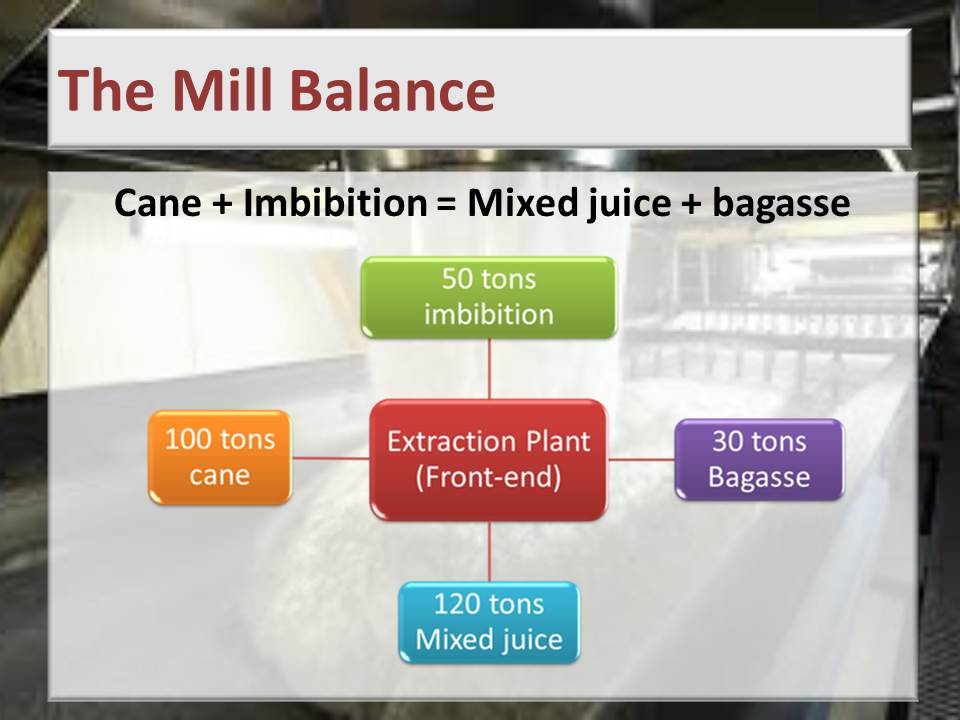 The Mill Balance
Cane + Imbibition = Mixed juice + bagasse
50 tons
imbibition
100 tons
cane
Extraction Plant
(Front-end)
30 tons
Bagasse
120 tons
Mixed juice